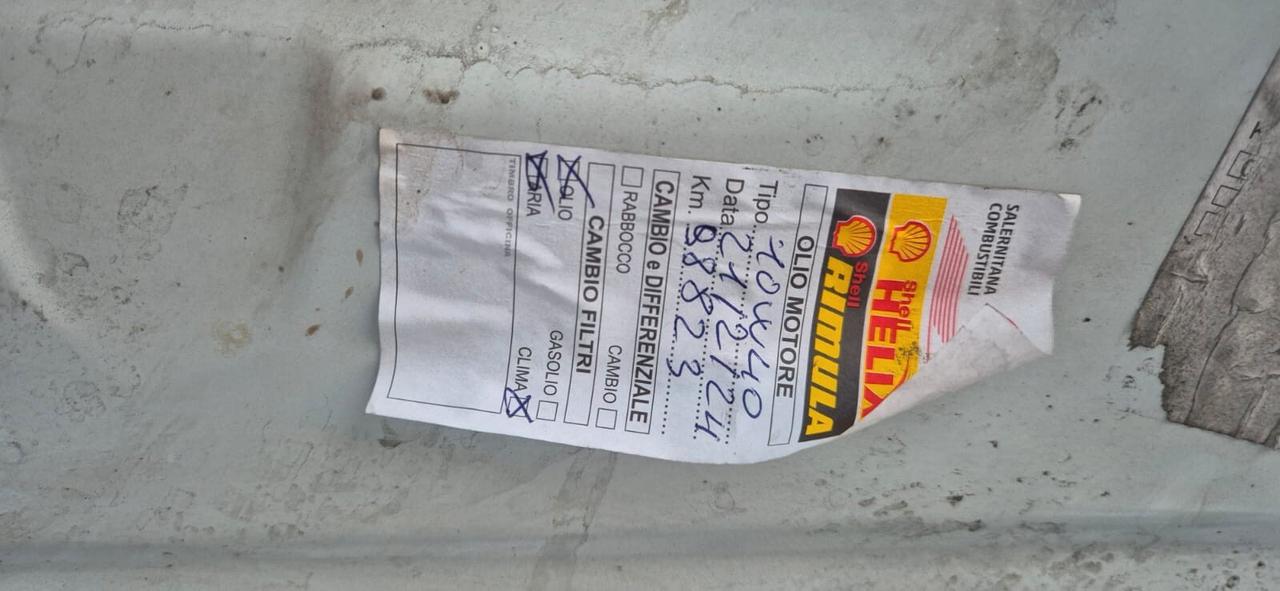 SALERNITANA
COMBUSTIBILI
Shell HELIX
Shell RIMULA
OLIO MOTORE
Tipo 10W40
Data 21/12/24
Km.
CAMBIO e DIFFERENZIALE
RABBOCCO CAMBIO
CAMBIO FILTRI
OLIO GASOLIO
ARIA CLIMA
TIMBRO OFFICINA